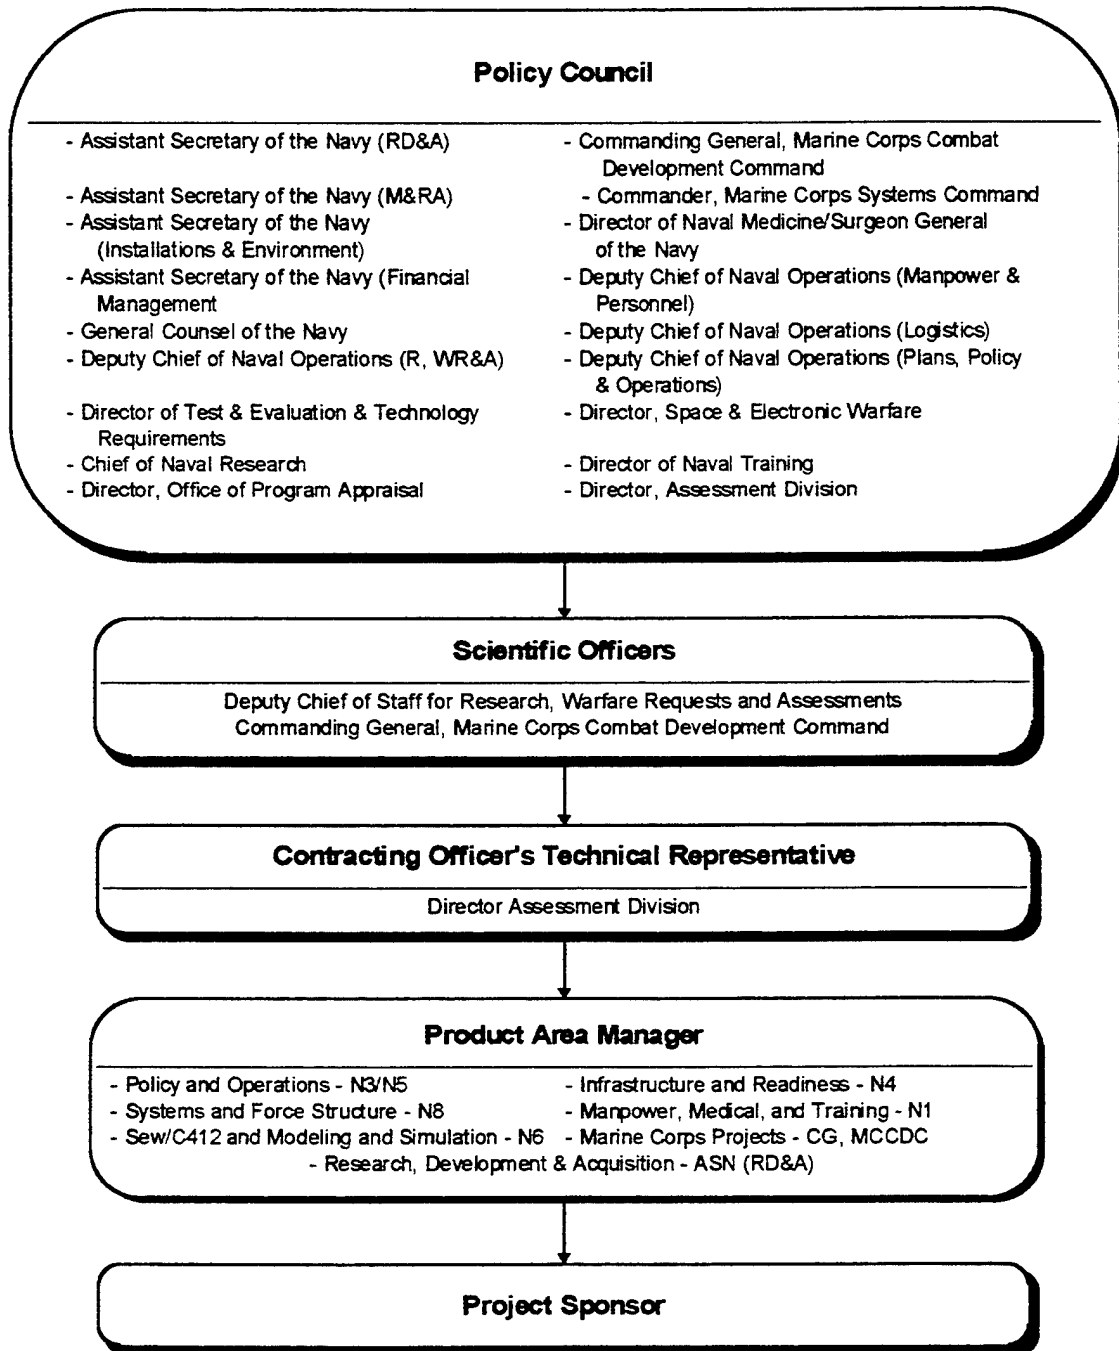 Policy Council
- Assistant Secretary of the Navy (RD&A)
- Assistant Secretary of the Navy (M&RA)
- Assistant Secretary of the Navy
(Installations & Environment)
- Assistant Secretary of the Navy (Financial
Management
- General Counsel of the Navy
- Deputy Chief of Naval Operations (R, WR&A)
- Director of Test & Evaluation & Technology
Requirements
- Chief of Naval Research
- Director, Office of Program Appraisal
- Commanding General, Marine Corps Combat
Development Command
- Commander, Marine Corps Systems Command
- Director of Naval Medicine/Surgeon General
of the Navy
- Deputy Chief of Naval Operations (Manpower &
Personnel)
- Deputy Chief of Naval Operations (Logistics)
- Deputy Chief of Naval Operations (Plans, Policy
& Operations)
- Director, Space & Electronic Warfare
- Director of Naval Training
- Director, Assessment Division
Scientific Officers
Deputy Chief of Staff for Research, Warfare Requests and Assessments
Commanding General, Marine Corps Combat Development Command
Contracting Officer's Technical Representative
Director Assessment Division
Product Area Manager
- Policy and Operations - N3/N5
- Systems and Force Structure - N8
- Sew/C412 and Modeling and Simulation - N6
- Infrastructure and Readiness - N4
- Manpower, Medical, and Training - N1
- Marine Corps Projects - CG, MCCDC
- Research, Development & Acquisition - ASN (RD&A)
Project Sponsor